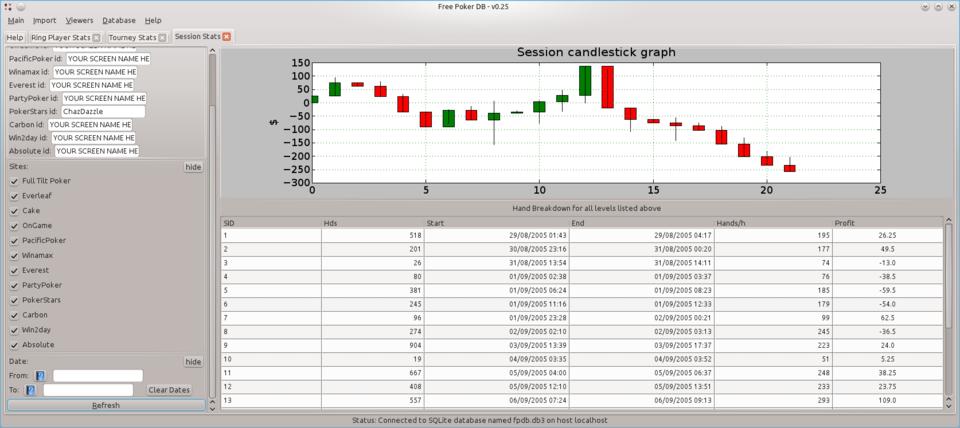 Free Poker DB - v0.25
Main Import Viewers Database Help
Help Ring Player Stats Tourney Stats Session Stats
PacificPoker id: YOUR SCREEN NAME HE
Winamax id: YOUR SCREEN NAME HE
Everest id: YOUR SCREEN NAME HE
PartyPoker id: YOUR SCREEN NAME HE
PokerStars id: ChazDazzle
Carbon id: YOUR SCREEN NAME HE
Win2day id: YOUR SCREEN NAME HE
Absolute id: YOUR SCREEN NAME HE
Sites: hide
Full Tilt Poker
Everleaf
Cake
OnGame
PacificPoker
Winamax
Everest
PartyPoker
PokerStars
Carbon
Win2day
Absolute
Date: hide
From:
To: Clear Dates
Refresh
Session candlestick graph
150
100
50
0
−50
−100
−150
−200
−250
−300
$
0 5 10 15 20 25
Hand Breakdown for all levels listed above
SID Hds Start End Hands/h Profit
1 518 29/08/2005 01:43 29/08/2005 04:17 195 26.25
2 201 30/08/2005 23:16 31/08/2005 00:20 177 49.5
3 26 31/08/2005 13:54 31/08/2005 14:11 74 -13.0
4 80 01/09/2005 02:38 01/09/2005 03:37 76 -38.5
5 381 01/09/2005 06:24 01/09/2005 08:23 185 -59.5
6 245 01/09/2005 11:16 01/09/2005 12:33 179 -54.0
7 96 01/09/2005 23:28 02/09/2005 00:21 99 62.5
8 274 02/09/2005 02:10 02/09/2005 03:13 245 -36.5
9 904 03/09/2005 13:39 03/09/2005 17:37 223 24.0
10 19 04/09/2005 03:35 04/09/2005 03:52 51 5.25
11 667 05/09/2005 04:00 05/09/2005 06:37 248 38.25
12 408 05/09/2005 12:10 05/09/2005 13:51 233 23.75
13 557 06/09/2005 07:24 06/09/2005 09:13 293 109.0
Status: Connected to SQLite database named fpdb.db3 on host localhost